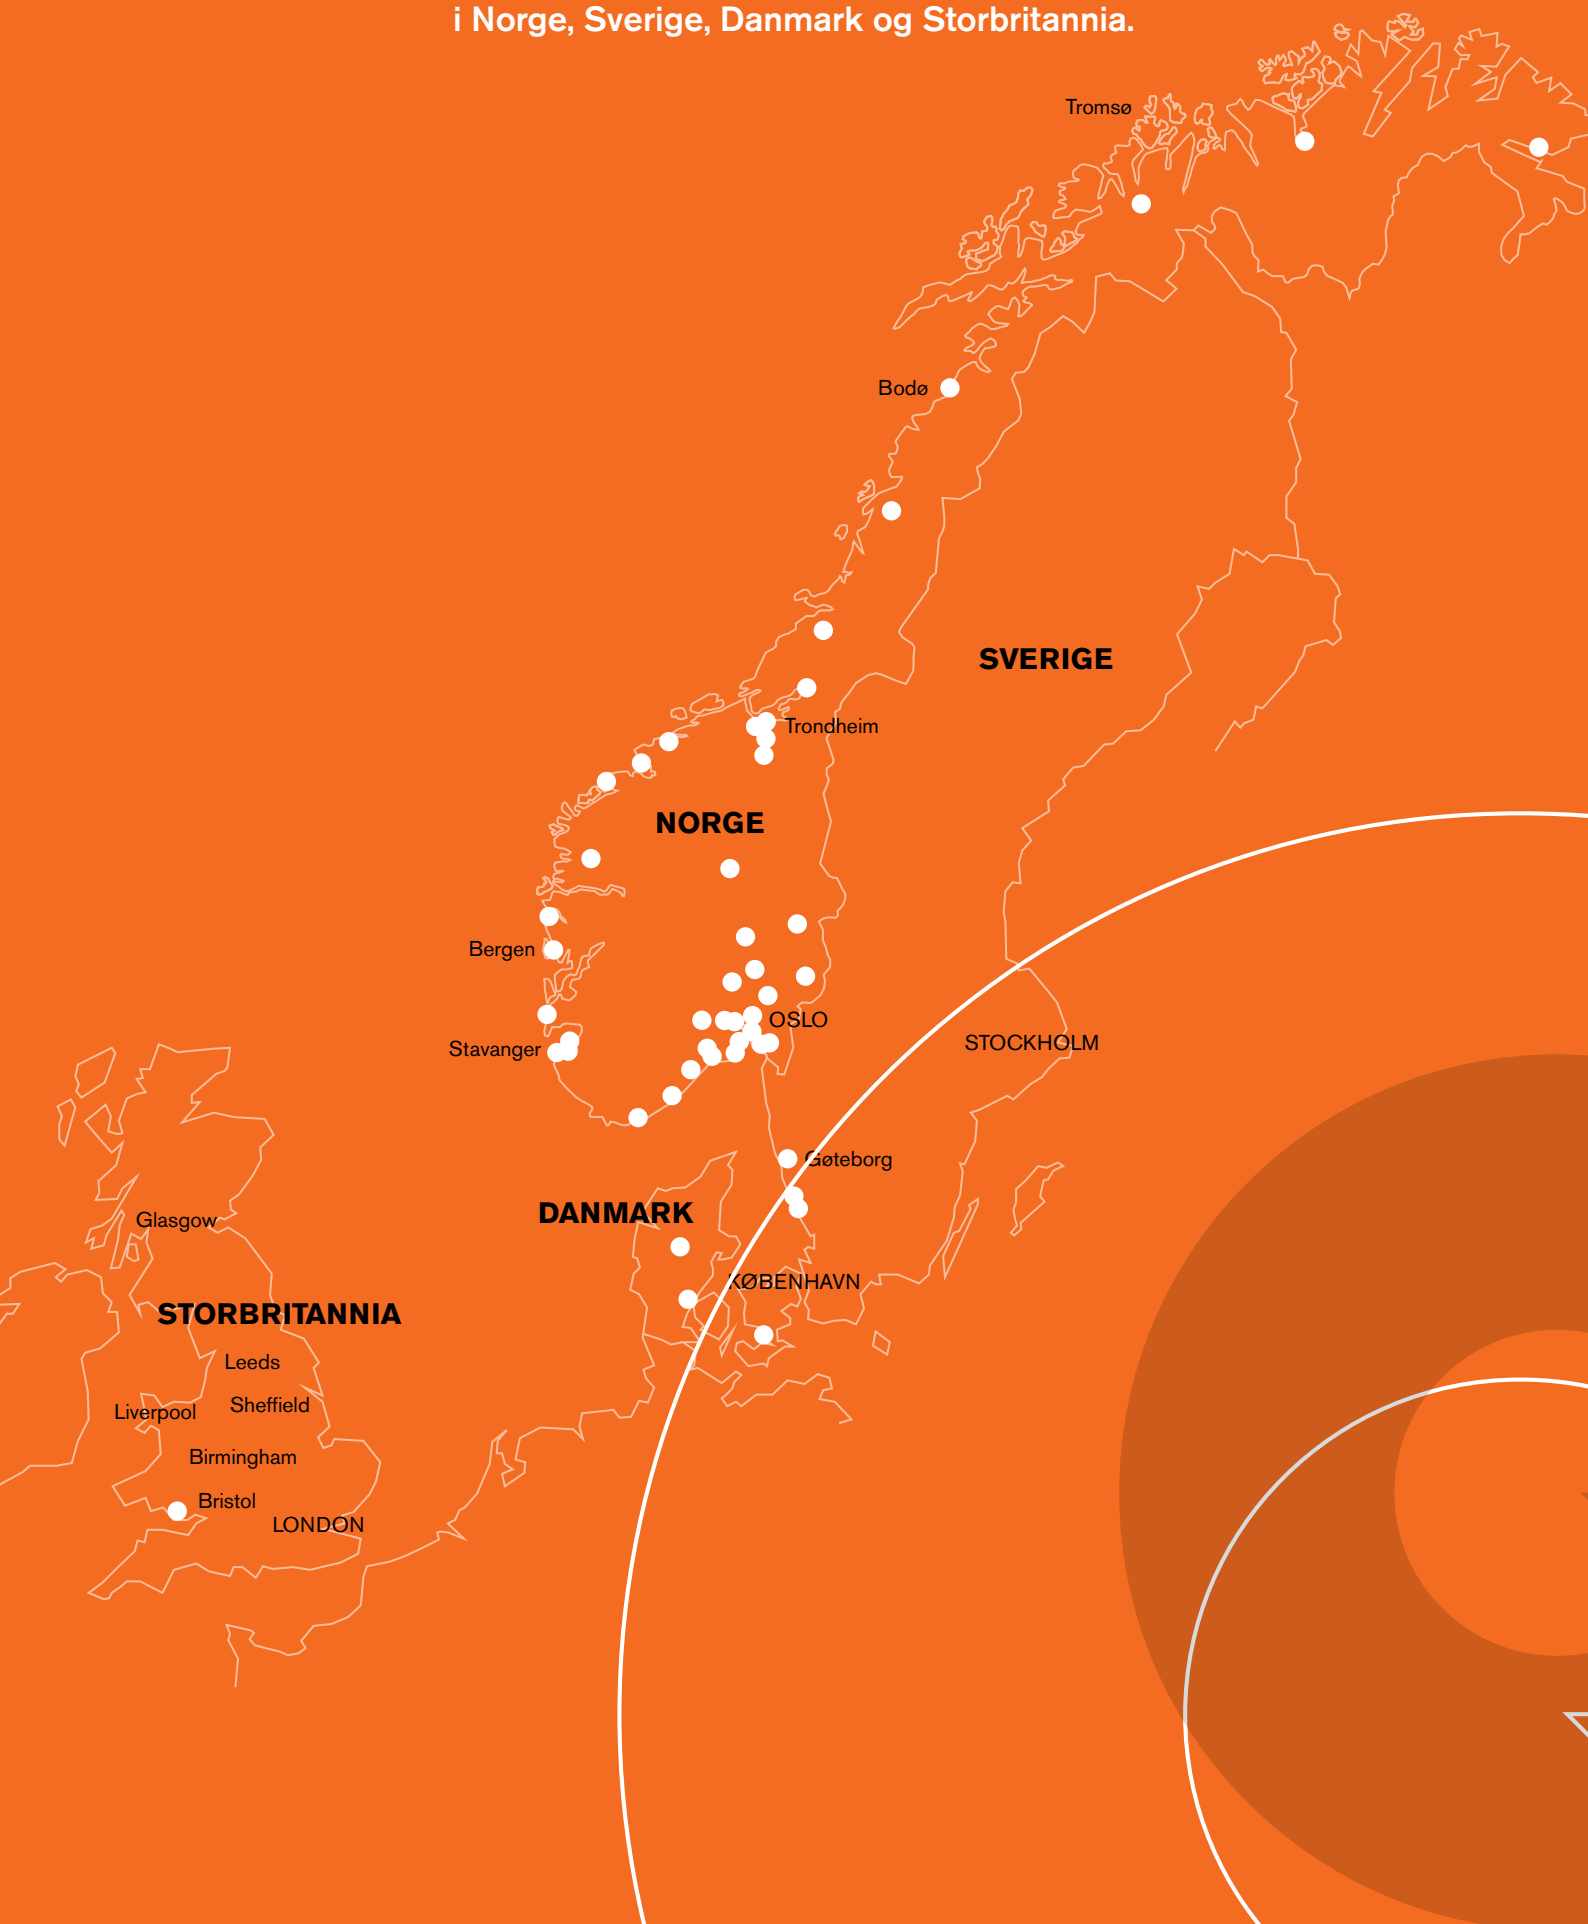 i Norge, Sverige, Danmark og Storbritannia.
Tromsø
Bodø
SVERIGE
Trondheim
NORGE
Bergen
OSLO
STOCKHOLM
Stavanger
Gøteborg
DANMARK
Glasgow
KØBENHAVN
STORBRITANNIA
Leeds
Sheffield
Liverpool
Birmingham
Bristol
LONDON